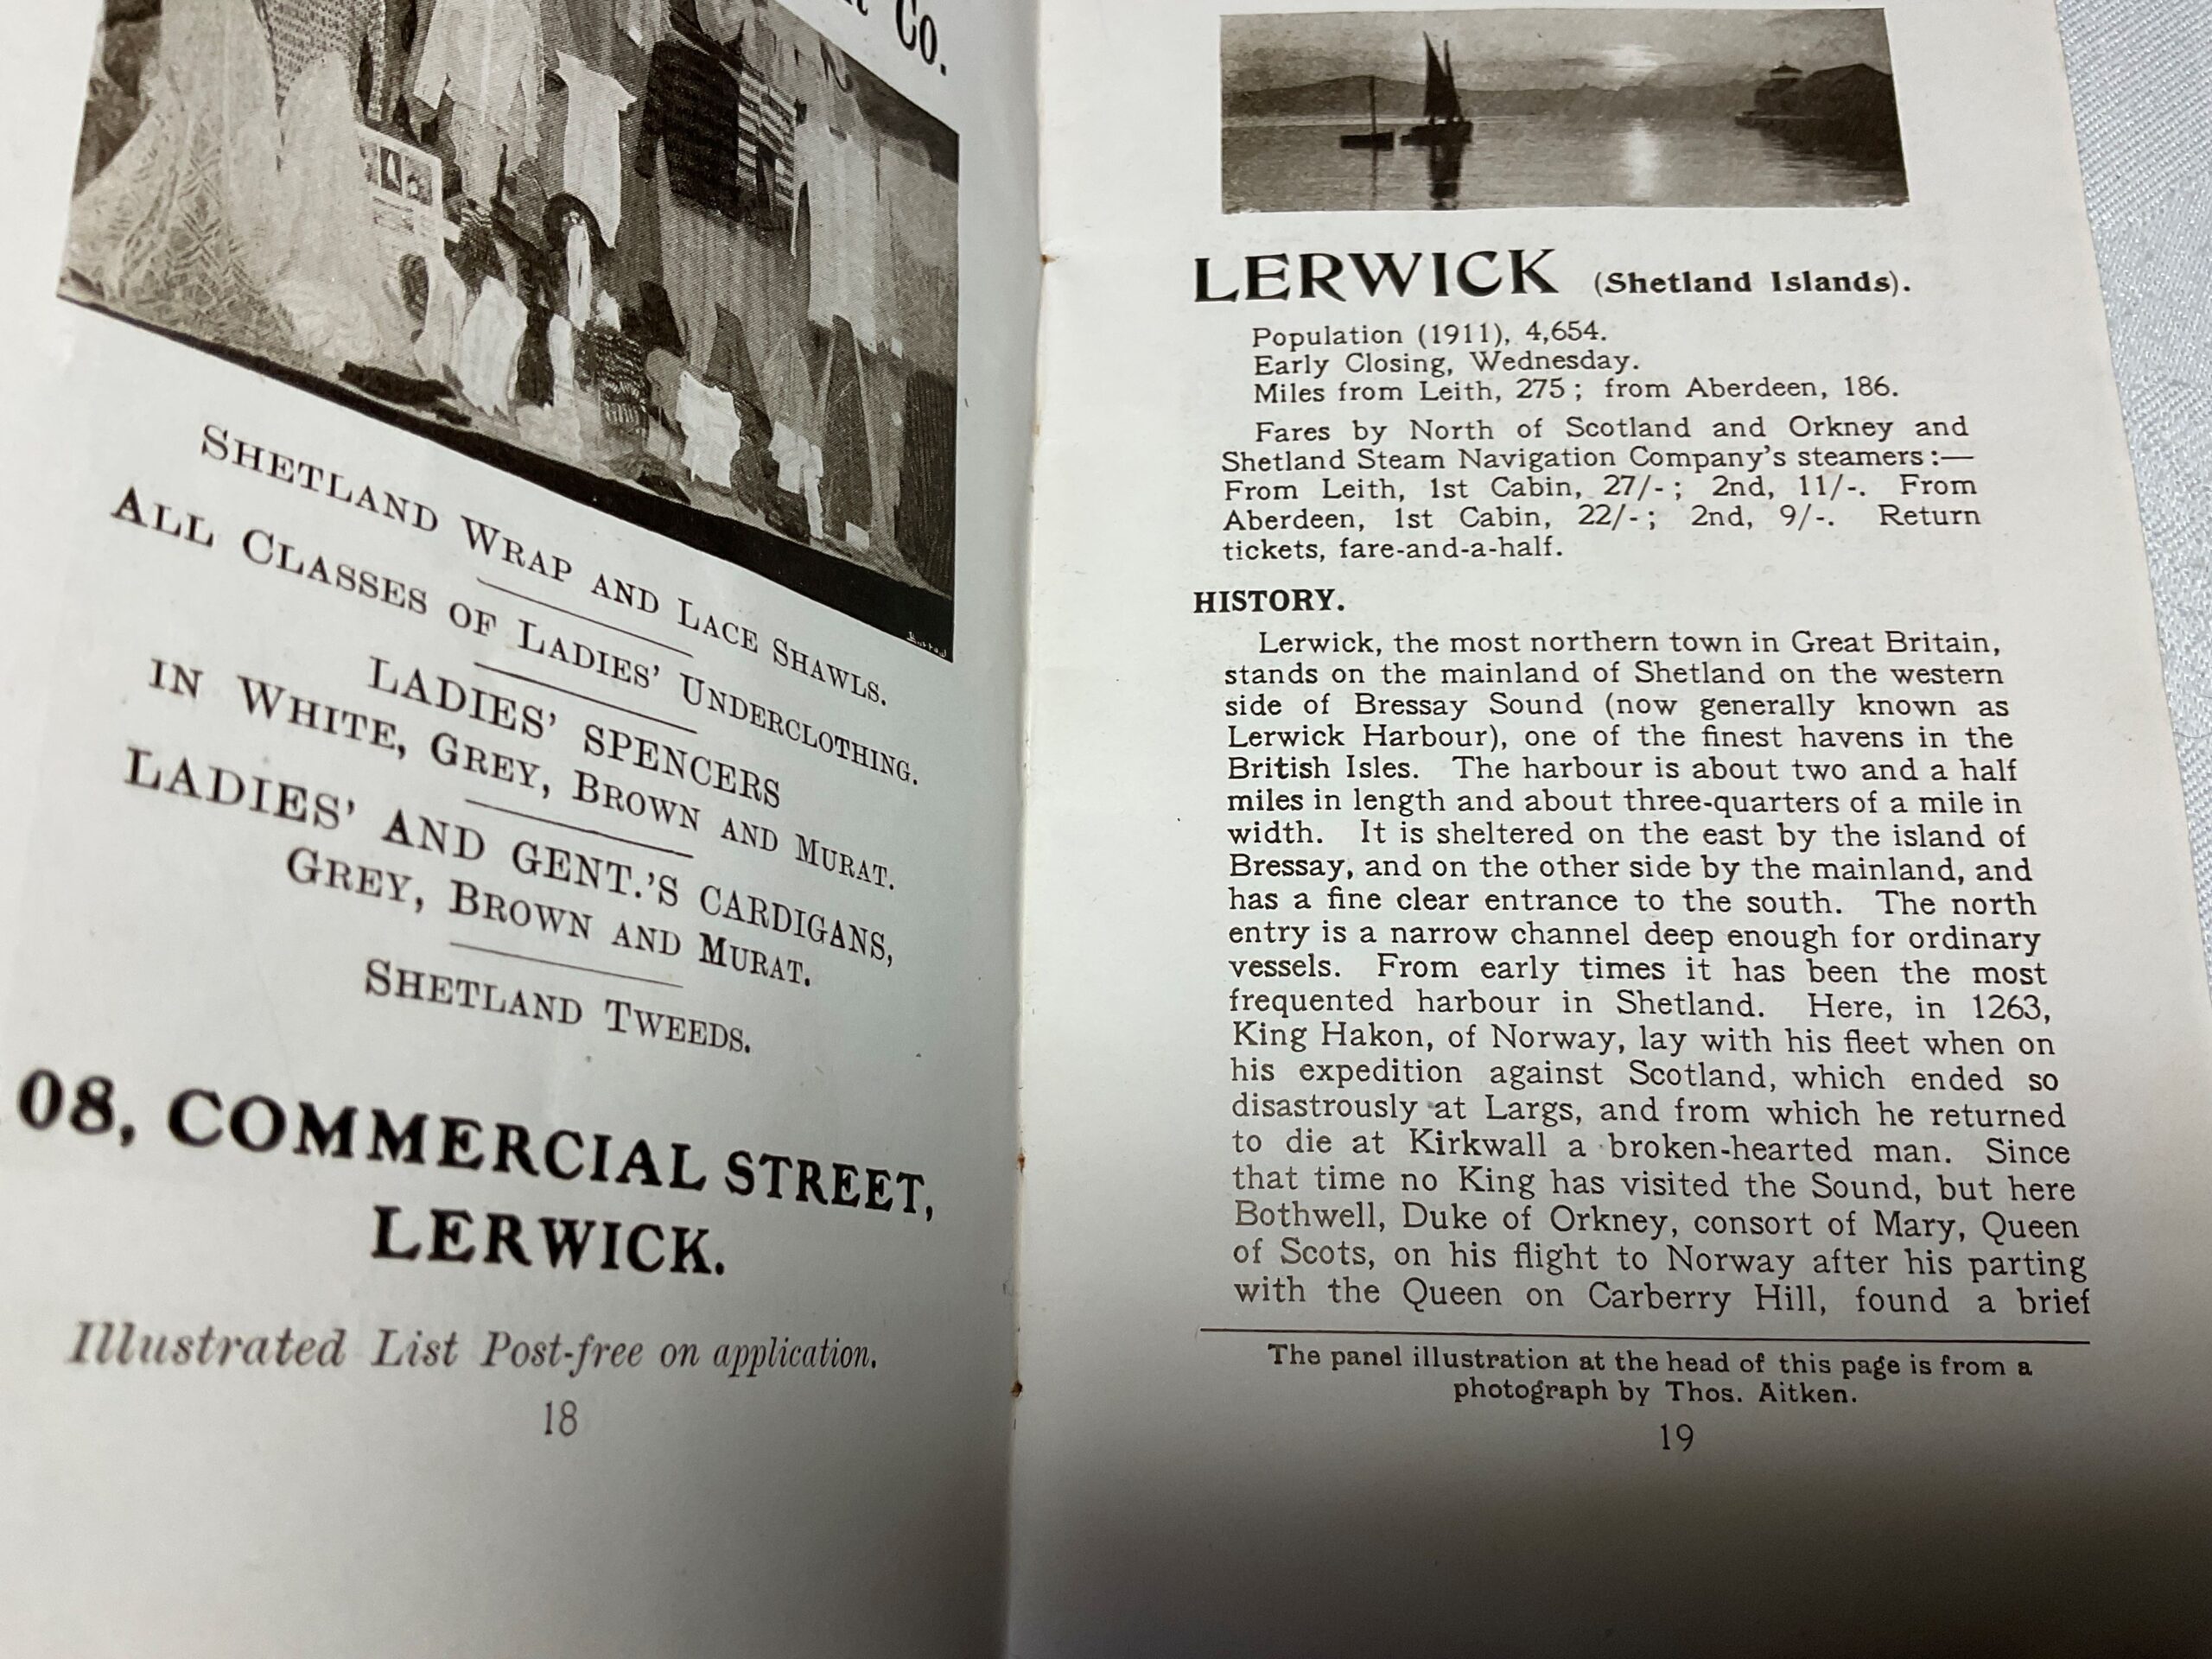 Co.
SHETLAND WRAP AND LACE SHAWLS.
ALL CLASSES OF LADIES' UNDERCLOTHING.
LADIES' SPENCERS
IN WHITE, GREY, BROWN AND MURAT.
LADIES' AND GENT.'S CARDIGANS,
GREY, BROWN AND MURAT.
SHETLAND TWEEDS.
08, COMMERCIAL STREET,
LERWICK.
Illustrated List Post-free on application.
18
LERWICK (Shetland Islands).
Population (1911), 4,654.
Early Closing, Wednesday.
Miles from Leith, 275 ; from Aberdeen, 186.
Fares by North of Scotland and Orkney and
Shetland Steam Navigation Company's steamers :—
From Leith, 1st Cabin, 27/- ; 2nd, 11/-. From
Aberdeen, 1st Cabin, 22/- ; 2nd, 9/-. Return
tickets, fare-and-a-half.
HISTORY.
Lerwick, the most northern town in Great Britain,
stands on the mainland of Shetland on the western
side of Bressay Sound (now generally known as
Lerwick Harbour), one of the finest havens in the
British Isles. The harbour is about two and a half
miles in length and about three-quarters of a mile in
width. It is sheltered on the east by the island of
Bressay, and on the other side by the mainland, and
has a fine clear entrance to the south. The north
entry is a narrow channel deep enough for ordinary
vessels. From early times it has been the most
frequented harbour in Shetland. Here, in 1263,
King Hakon, of Norway, lay with his fleet when on
his expedition against Scotland, which ended so
disastrously at Largs, and from which he returned
to die at Kirkwall a broken-hearted man. Since
that time no King has visited the Sound, but here
Bothwell, Duke of Orkney, consort of Mary, Queen
of Scots, on his flight to Norway after his parting
with the Queen on Carberry Hill, found a brief
The panel illustration at the head of this page is from a
photograph by Thos. Aitken.
19